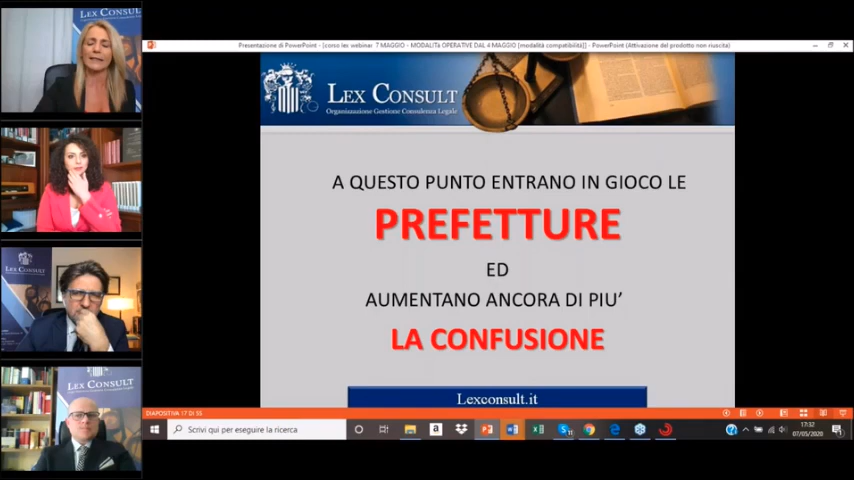 LEX CONSULT
Presentazione di PowerPoint - [corso lex webinar 7 MAGGIO - MODALITà OPERATIVE DAL 4 MAGGIO [modalità compatibilità]] - PowerPoint (Attivazione del prodotto non riuscita)
LEX CONSULT
Organizzazione Gestione Consulenza Legale
A QUESTO PUNTO ENTRANO IN GIOCO LE
PREFETTURE
ED
AUMENTANO ANCORA DI PIU’
LA CONFUSIONE
Lexconsult.it
LEX CONSULT
LEX CONSULT
DIAPOSITIVA 17 DI 55
Scrivi qui per eseguire la ricerca
17:32
07/05/2020